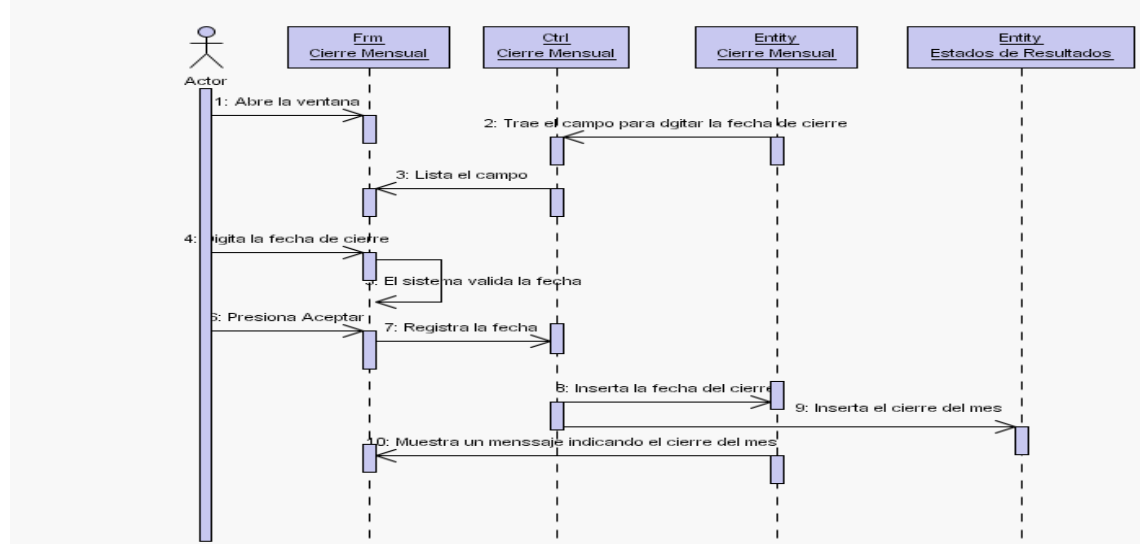 Frm
Cierre Mensual
Ctrl
Cierre Mensual
Entity
Cierre Mensual
Entity
Estados de Resultados
Actor
1: Abre la ventana
2: Trae el campo para dgitar la fecha de cierre
3: Lista el campo
4: Digita la fecha de cierre
5: El sistema valida la fecha
6: Presiona Aceptar
7: Registra la fecha
8: Inserta la fecha del cierre
9: Inserta el cierre del mes
10: Muestra un menssaje indicando el cierre del mes